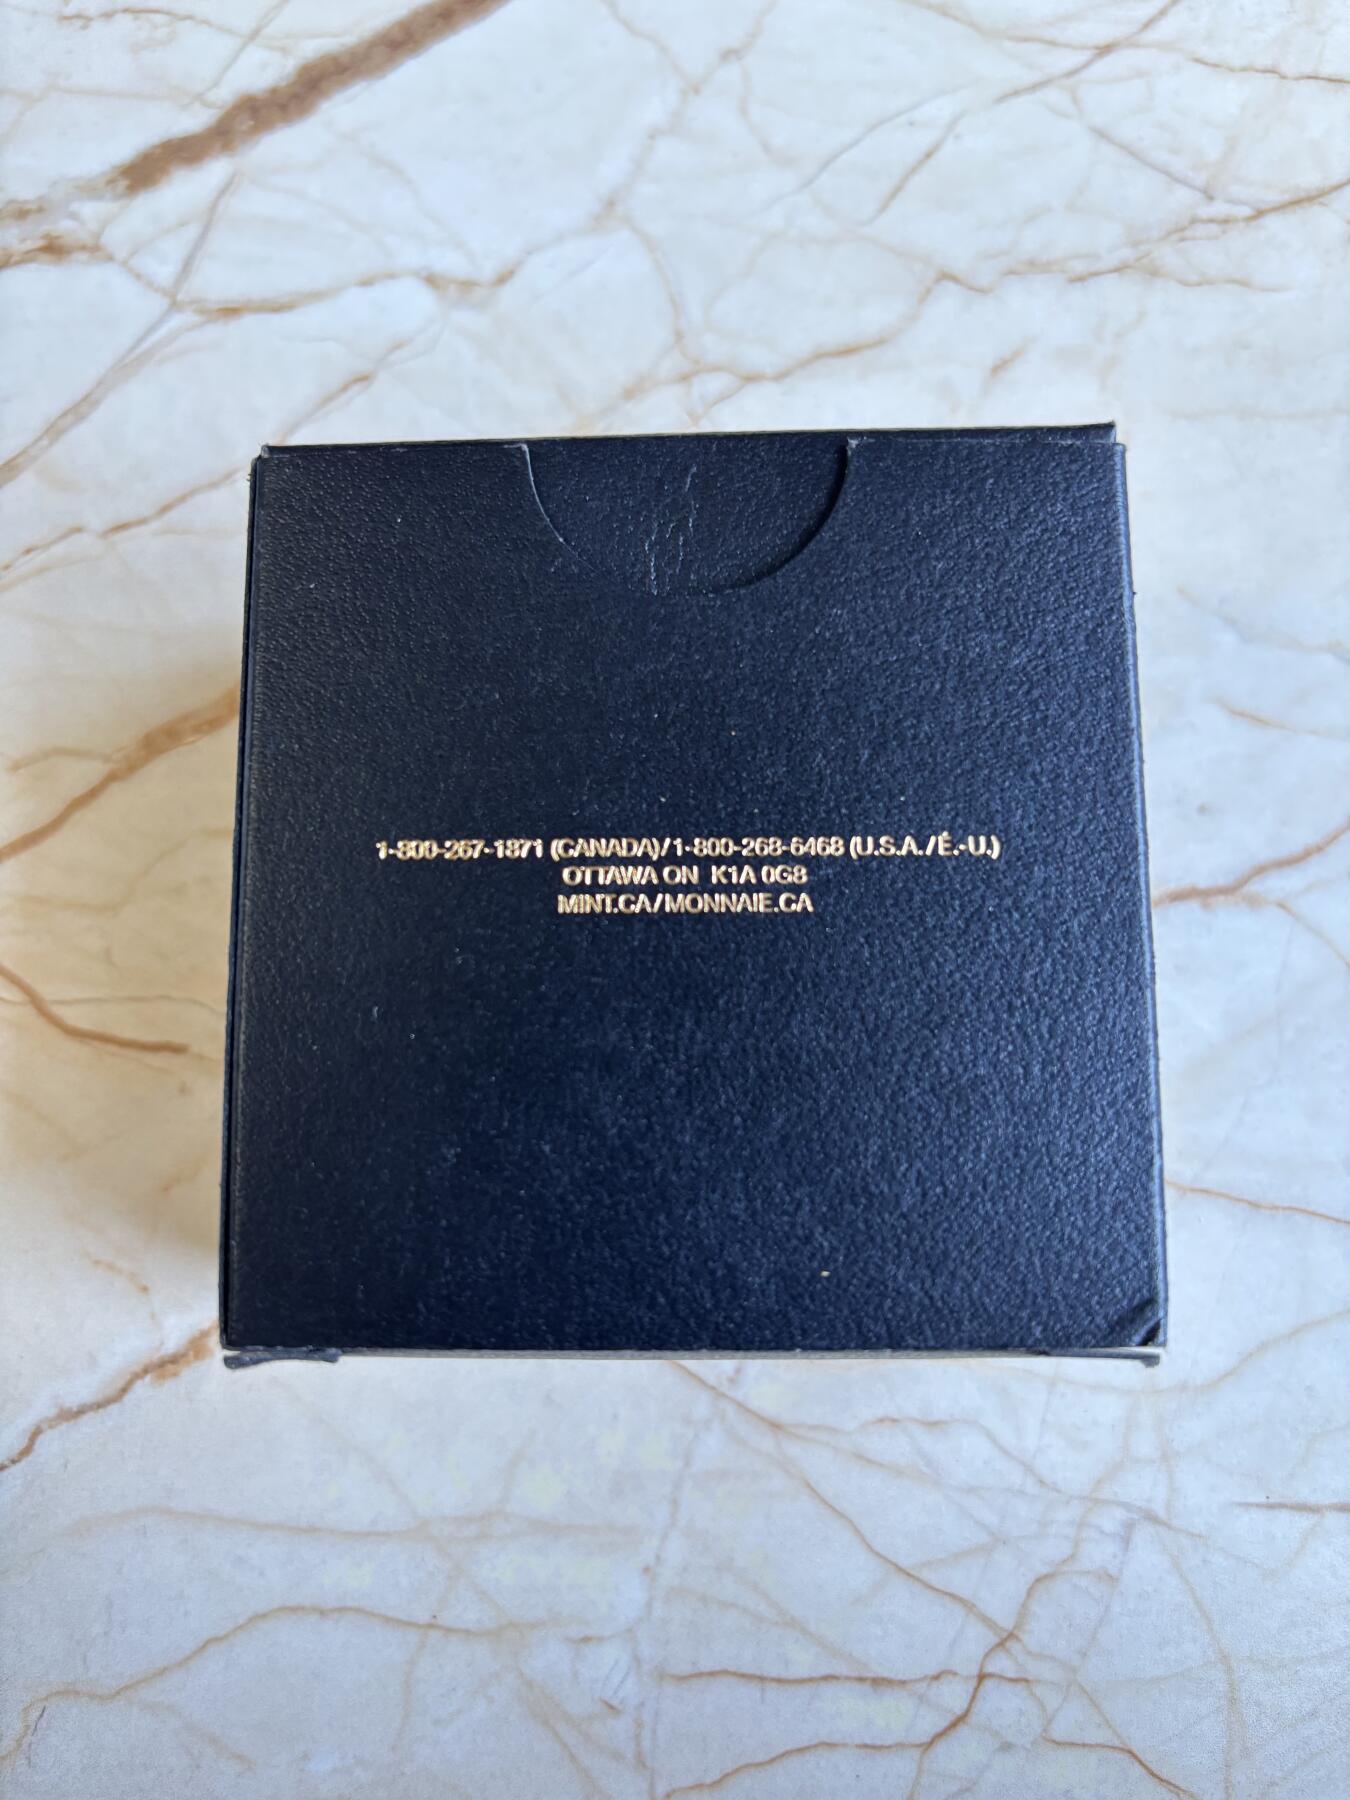 1-800-267-1871 (CANADA)/1-800-268-6468 (U.S.A./É.-U.)
OTTAWA ON K1A 0G8
MINT.CA/MONNAIE.CA